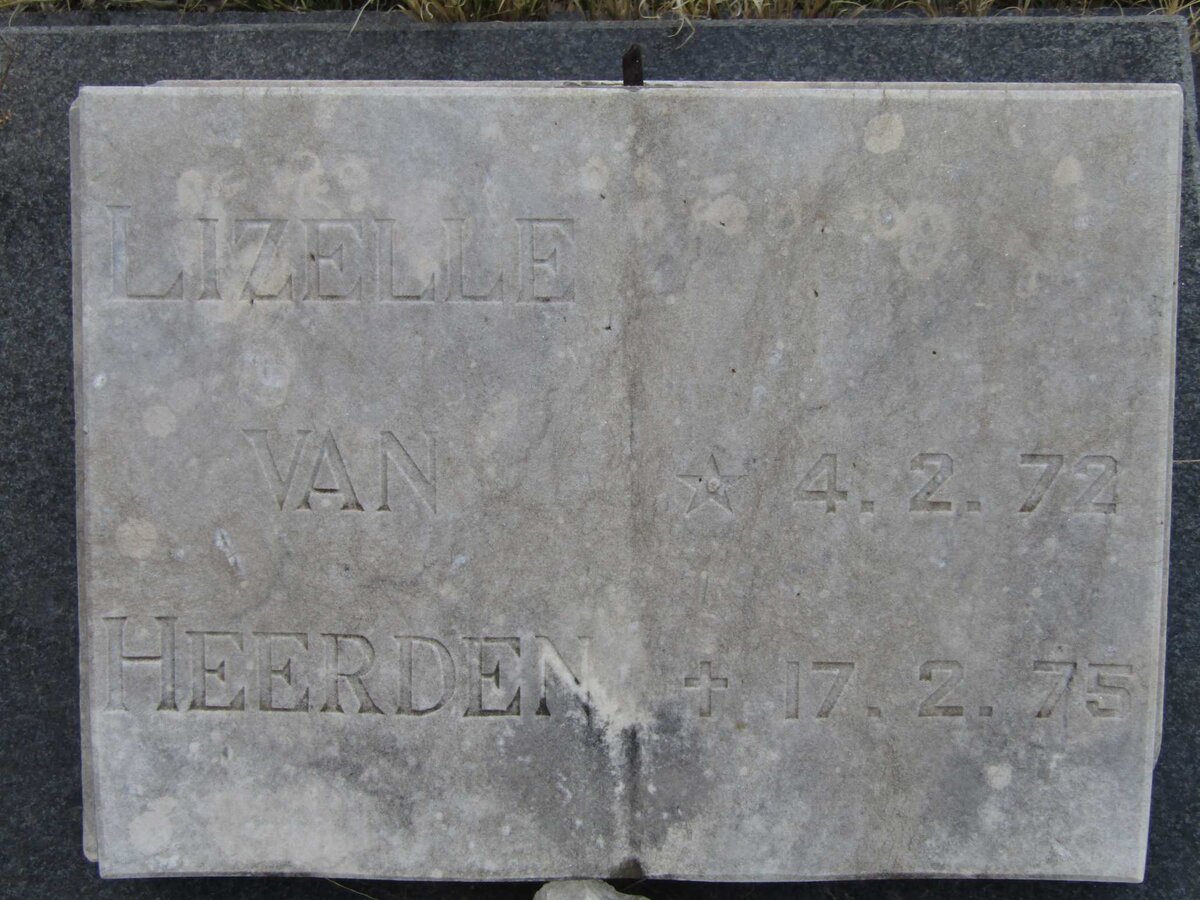 LIZELLE
VAN
HEERDEN
☆ 4. 2. 72
✝ 17. 2. 75